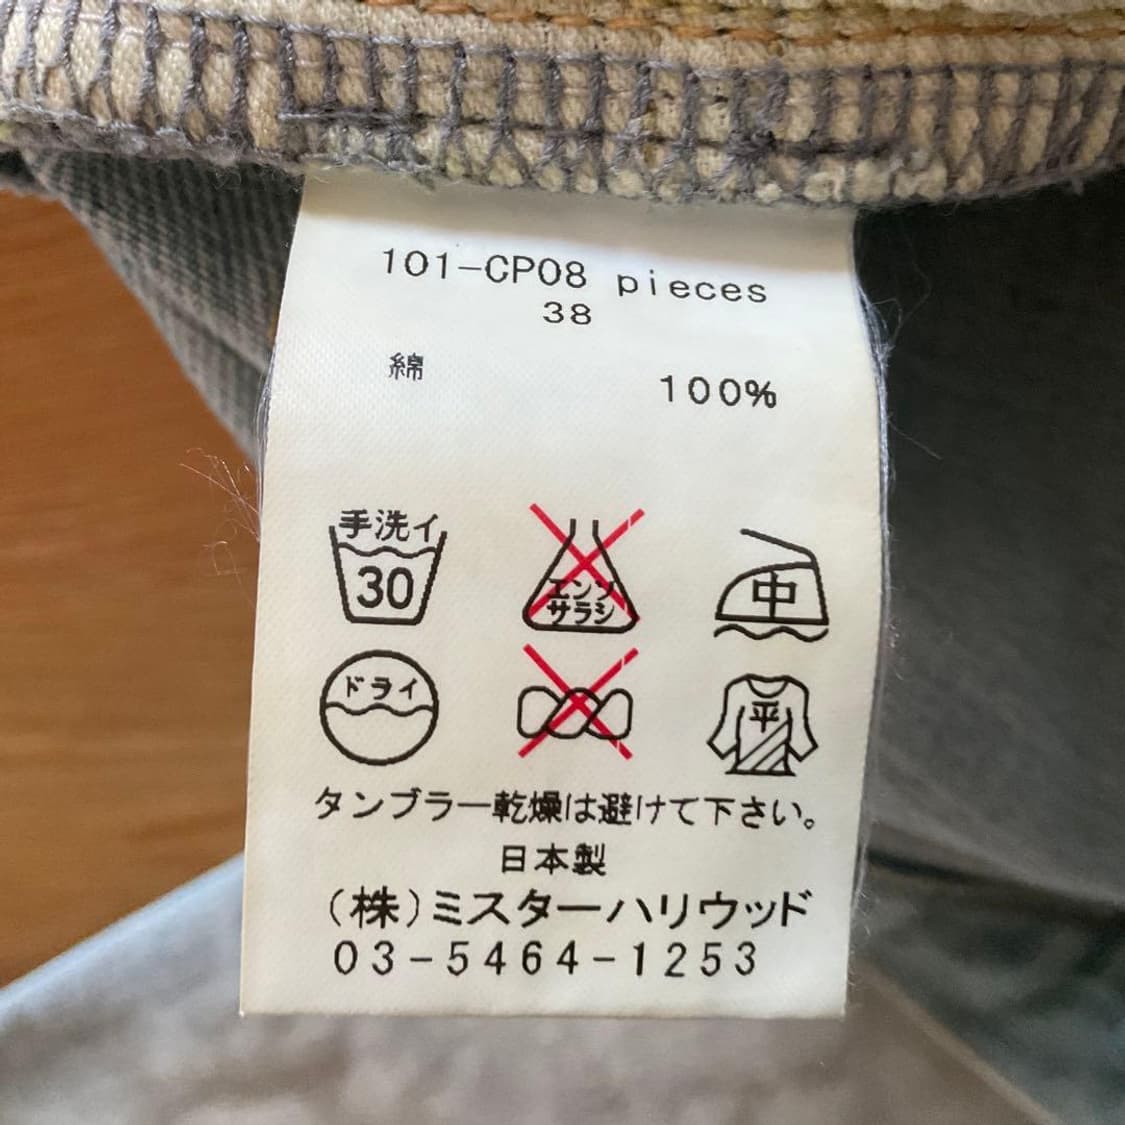 101-CP08 pieces
38
綿 100%
手洗イ
30
エンソ
サラシ
中
ドライ
平
タンブラー乾燥は避けて下さい。
日本製
(株)ミスターハリウッド
03-5464-1253